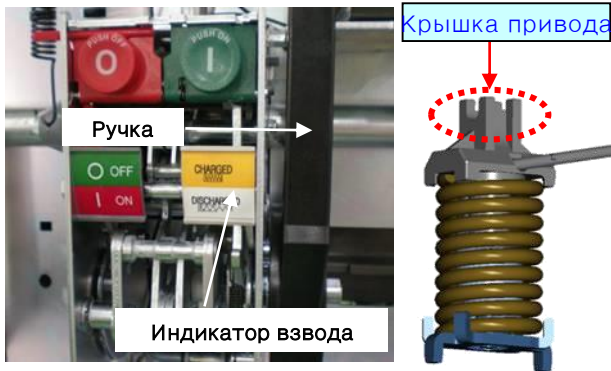 Крышка привода
PUSH OFF
O
PUSH ON
I
Ручка
O OFF
I ON
CHARGED
DISCHARGED
Индикатор взвода